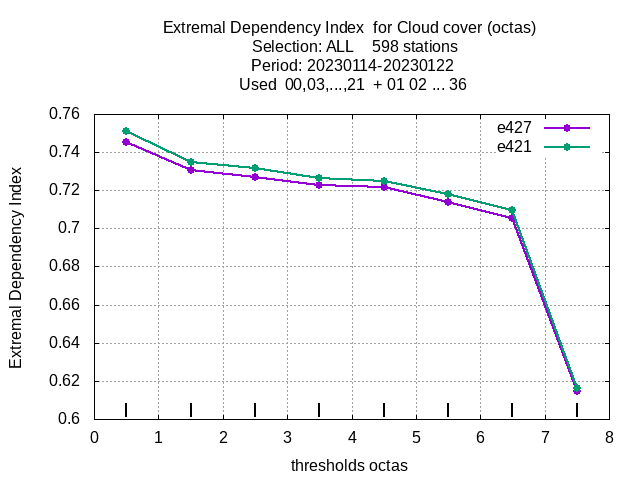 Extremal Dependency Index  for Cloud cover (octas)
Selection: ALL    598 stations
Period: 20230114-20230122
Used  00,03,...,21  + 01 02 ... 36
0.76
0.74
0.72
0.7
0.68
0.66
0.64
0.62
0.6
Extremal Dependency Index
e427
e421
0 1 2 3 4 5 6 7 8
thresholds octas